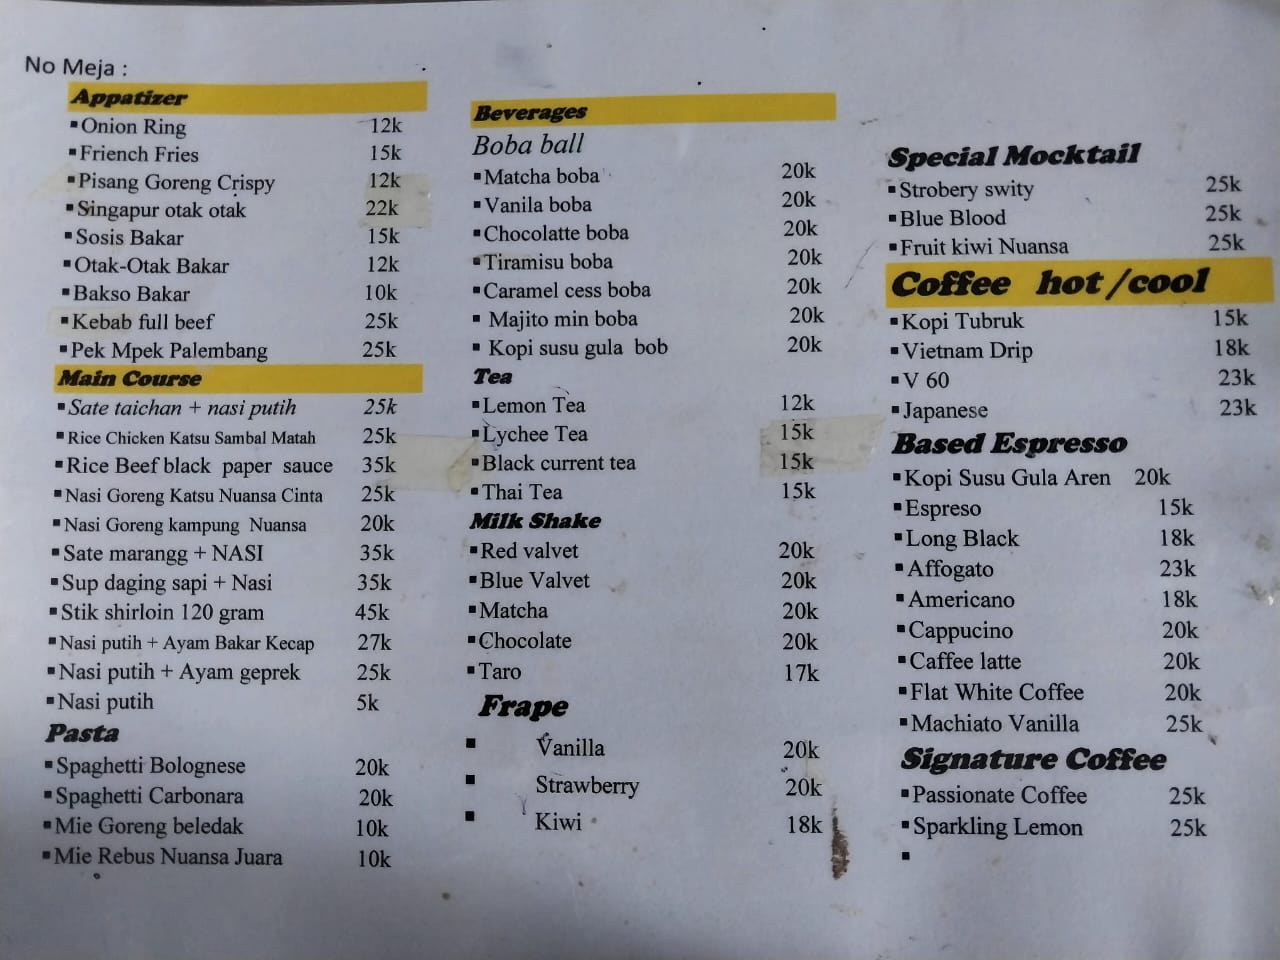 No Meja :
Appatizer
▪Onion Ring 12k
▪Friench Fries 15k
▪Pisang Goreng Crispy 12k
▪Singapur otak otak 22k
▪Sosis Bakar 15k
▪Otak-Otak Bakar 12k
▪Bakso Bakar 10k
▪Kebab full beef 25k
▪Pek Mpek Palembang 25k
Main Course
▪Sate taichan + nasi putih 25k
▪Rice Chicken Katsu Sambal Matah 25k
▪Rice Beef black paper sauce 35k
▪Nasi Goreng Katsu Nuansa Cinta 25k
▪Nasi Goreng kampung Nuansa 20k
▪Sate marangg + NASI 35k
▪Sup daging sapi + Nasi 35k
▪Stik shirloin 120 gram 45k
▪Nasi putih + Ayam Bakar Kecap 27k
▪Nasi putih + Ayam geprek 25k
▪Nasi putih 5k
Pasta
▪Spaghetti Bolognese 20k
▪Spaghetti Carbonara 20k
▪Mie Goreng beledak 10k
▪Mie Rebus Nuansa Juara 10k
Beverages
Boba ball
▪Matcha boba 20k
▪Vanila boba 20k
▪Chocolatte boba 20k
▪Tiramisu boba 20k
▪Caramel cess boba 20k
▪ Majito min boba 20k
▪ Kopi susu gula bob 20k
Tea
▪Lemon Tea 12k
▪Lychee Tea 15k
▪Black current tea 15k
▪Thai Tea 15k
Milk Shake
▪Red valvet 20k
▪Blue Valvet 20k
▪Matcha 20k
▪Chocolate 20k
▪Taro 17k
Frape
▪ Vanilla 20k
▪ Strawberry 20k
▪ Kiwi 18k
Special Mocktail
▪Strobery swity 25k
▪Blue Blood 25k
▪Fruit kiwi Nuansa 25k
Coffee hot /cool
▪Kopi Tubruk 15k
▪Vietnam Drip 18k
▪V 60 23k
▪Japanese 23k
Based Espresso
▪Kopi Susu Gula Aren 20k
▪Espreso 15k
▪Long Black 18k
▪Affogato 23k
▪Americano 18k
▪Cappucino 20k
▪Caffee latte 20k
▪Flat White Coffee 20k
▪Machiato Vanilla 25k
Signature Coffee
▪Passionate Coffee 25k
▪Sparkling Lemon 25k
▪